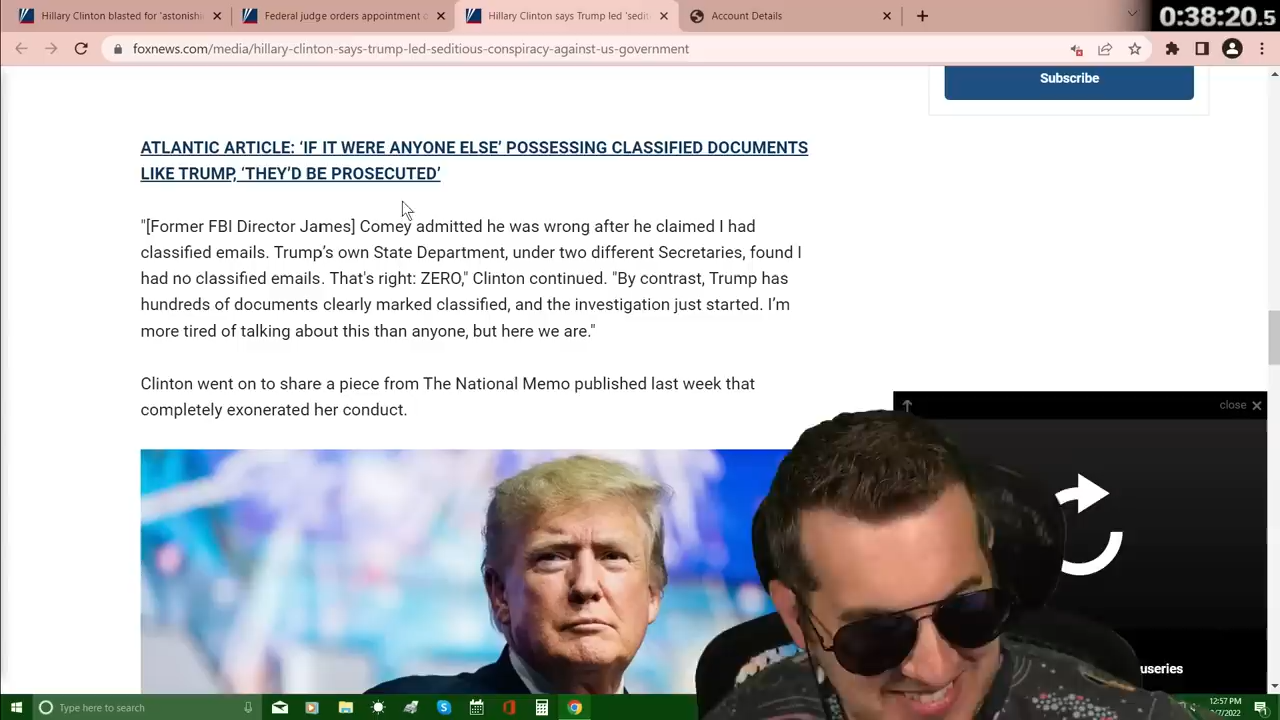 Hillary Clinton blasted for 'astonishi
Federal judge orders appointment o
Hillary Clinton says Trump led 'sedit
Account Details
0:38:20.5
foxnews.com/media/hillary-clinton-says-trump-led-seditious-conspiracy-against-us-government
Subscribe
ATLANTIC ARTICLE: ‘IF IT WERE ANYONE ELSE’ POSSESSING CLASSIFIED DOCUMENTS
LIKE TRUMP, ‘THEY’D BE PROSECUTED’
"[Former FBI Director James] Comey admitted he was wrong after he claimed I had
classified emails. Trump’s own State Department, under two different Secretaries, found I
had no classified emails. That's right: ZERO," Clinton continued. "By contrast, Trump has
hundreds of documents clearly marked classified, and the investigation just started. I’m
more tired of talking about this than anyone, but here we are."
Clinton went on to share a piece from The National Memo published last week that
completely exonerated her conduct.
close
useries
Type here to search
12:57 PM
/7/2022